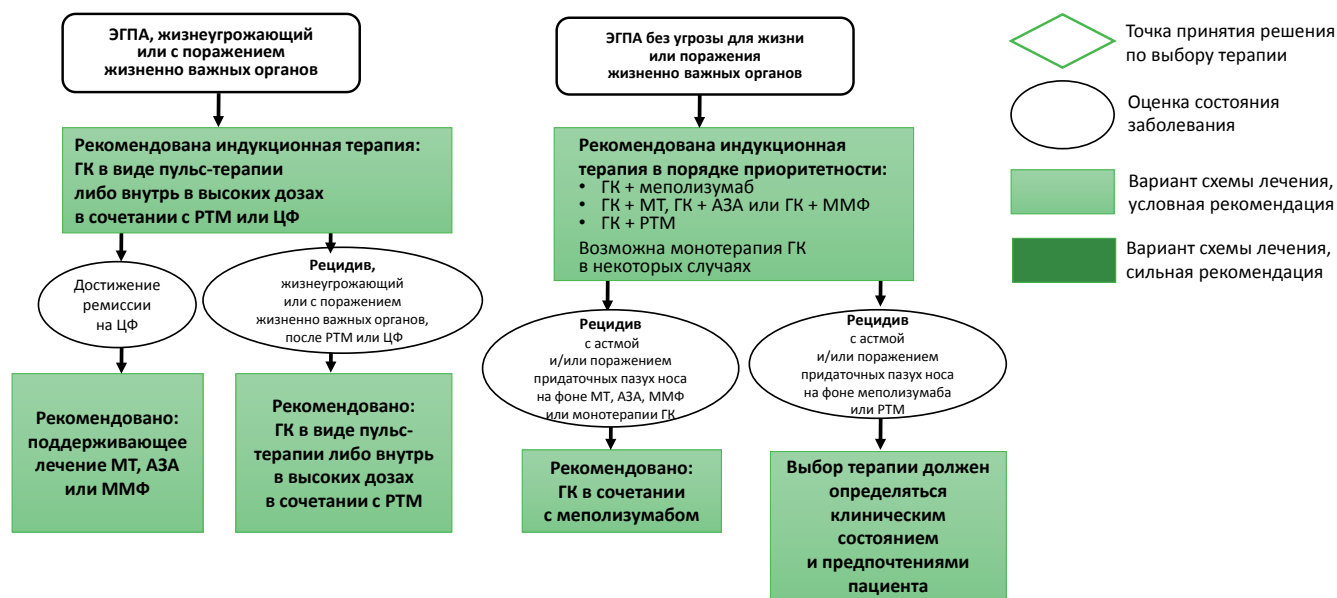 ЭГПА, жизнеугрожающий
или с поражением
жизненно важных органов
Рекомендована индукционная терапия:
ГК в виде пульс-терапии
либо внутрь в высоких дозах
в сочетании с РТМ или ЦФ
Достижение
ремиссии
на ЦФ
Рецидив,
жизнеугрожающий
или с поражением
жизненно важных органов,
после РТМ или ЦФ
Рекомендовано:
поддерживающее
лечение МТ, АЗА
или ММФ
Рекомендовано:
ГК в виде пульс-
терапии либо внутрь
в высоких дозах
в сочетании с РТМ
ЭГПА без угрозы для жизни
или поражения
жизненно важных органов
Рекомендована индукционная
терапия в порядке приоритетности:
• ГК + меполизумаб
• ГК + МТ, ГК + АЗА или ГК + ММФ
• ГК + РТМ
Возможна монотерапия ГК
в некоторых случаях
Рецидив
с астмой
и/или поражением
придаточных пазух носа
на фоне МТ, АЗА, ММФ
или монотерапии ГК
Рецидив
с астмой
и/или поражением
придаточных пазух носа
на фоне меполизумаба
или РТМ
Рекомендовано:
ГК в сочетании
с меполизумабом
Выбор терапии должен
определяться
клиническим
состоянием
и предпочтениями
пациента
Точка принятия решения
по выбору терапии
Оценка состояния
заболевания
Вариант схемы лечения,
условная рекомендация
Вариант схемы лечения,
сильная рекомендация